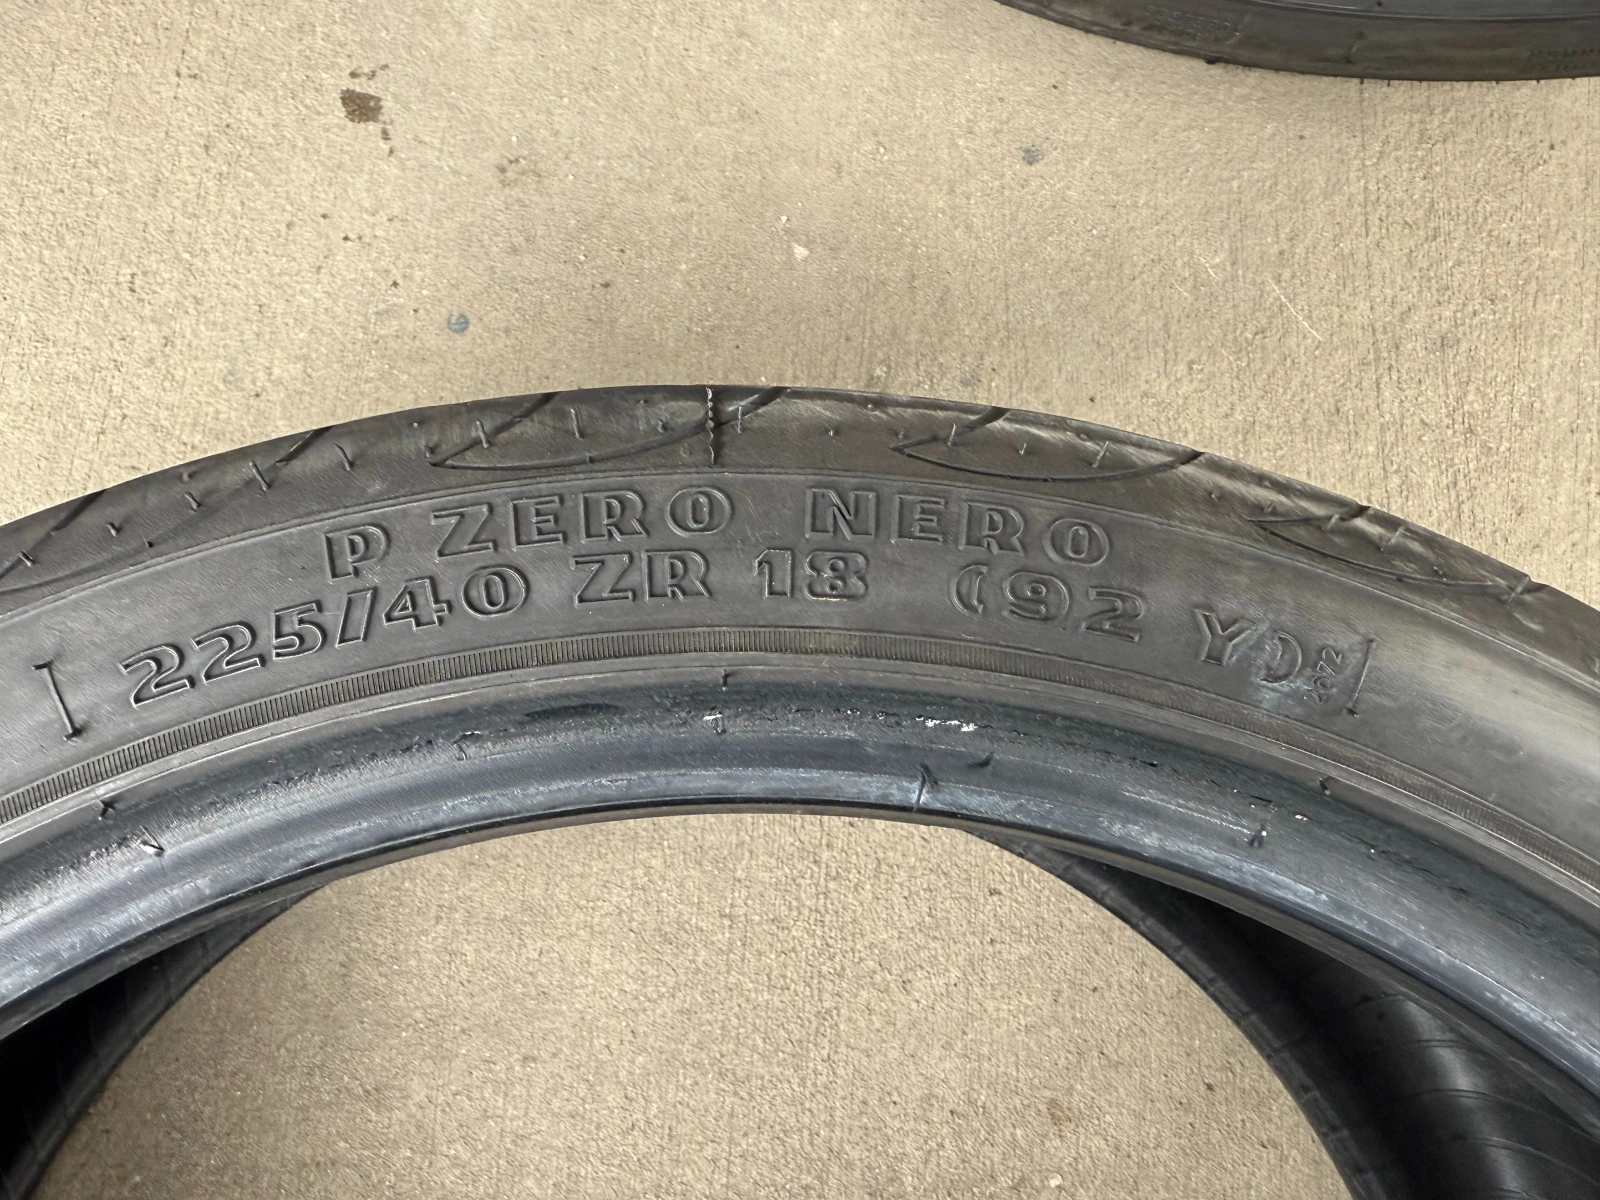 P ZERO NERO
225/40 ZR 18 (92 Y)